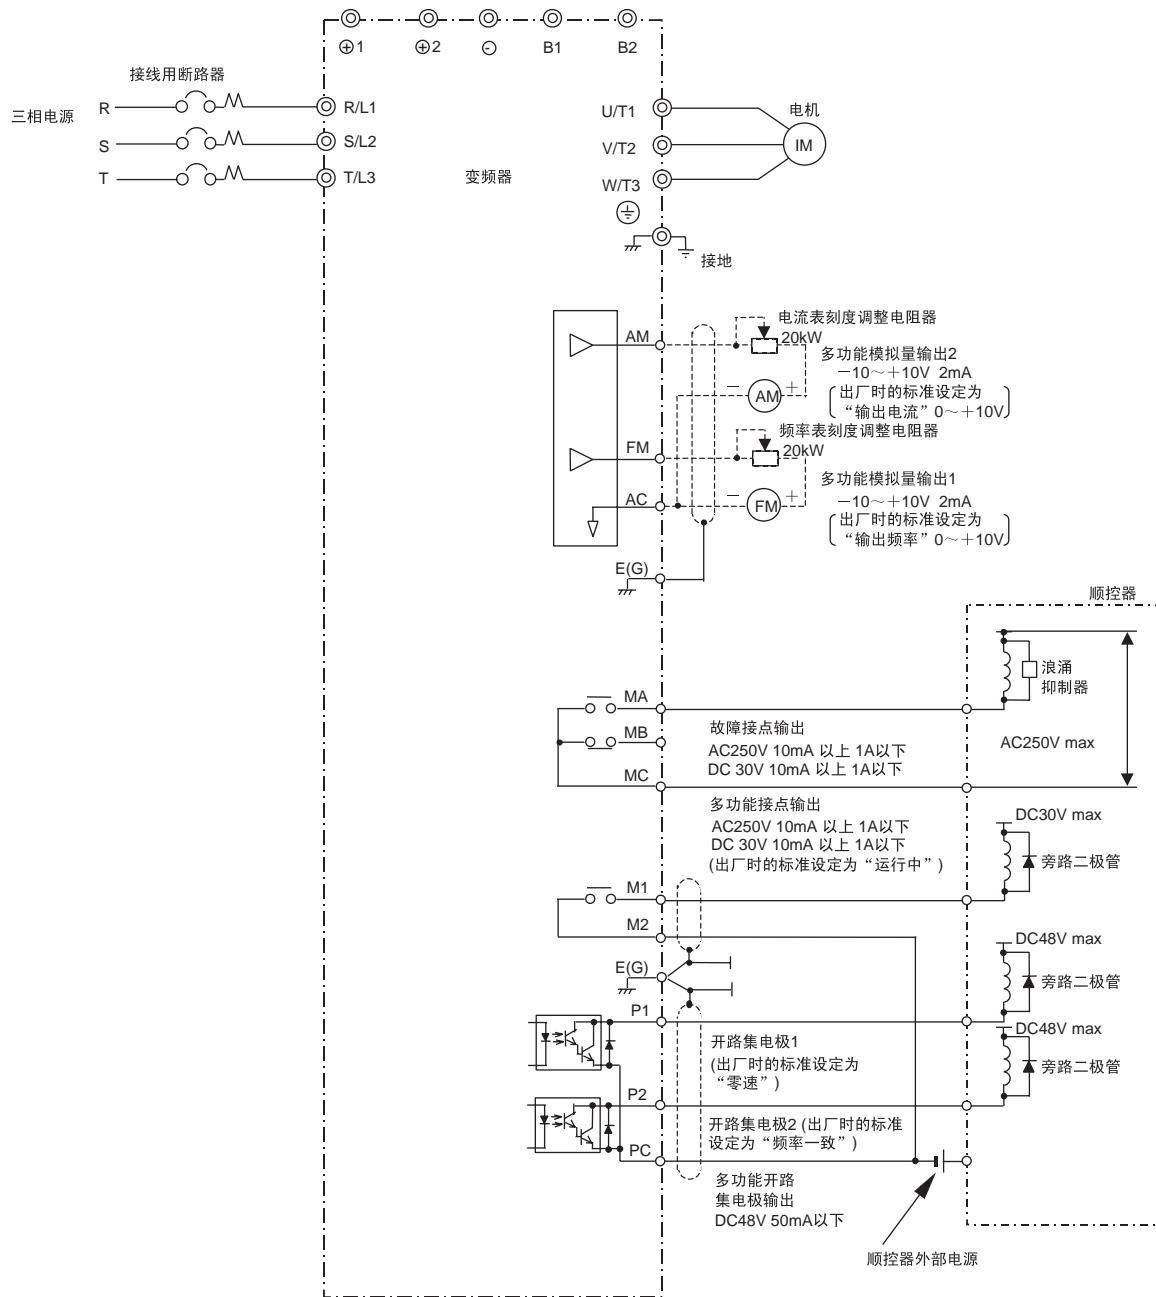 ⊕1
⊕2
⊖
B1
B2
接线用断路器
三相电源
R
R/L1
S
S/L2
T
T/L3
变频器
U/T1
V/T2
W/T3
电机
IM
接地
AM
电流表刻度调整电阻器
20kW
多功能模拟量输出2
－10～＋10V 2mA
出厂时的标准设定为
“输出电流”0～＋10V
－
AM
＋
FM
频率表刻度调整电阻器
20kW
多功能模拟量输出1
－10～＋10V 2mA
出厂时的标准设定为
“输出频率”0～＋10V
AC
－
FM
＋
E(G)
顺控器
浪涌
抑制器
AC250V max
MA
MB
MC
故障接点输出
AC250V 10mA 以上 1A以下
DC 30V 10mA 以上 1A以下
多功能接点输出
AC250V 10mA 以上 1A以下
DC 30V 10mA 以上 1A以下
(出厂时的标准设定为“运行中”)
DC30V max
旁路二极管
M1
M2
E(G)
DC48V max
旁路二极管
P1
开路集电极1
(出厂时的标准设定为
“零速”)
DC48V max
旁路二极管
P2
开路集电极2 (出厂时的标准
设定为“频率一致”)
PC
多功能开路
集电极输出
DC48V 50mA以下
顺控器外部电源